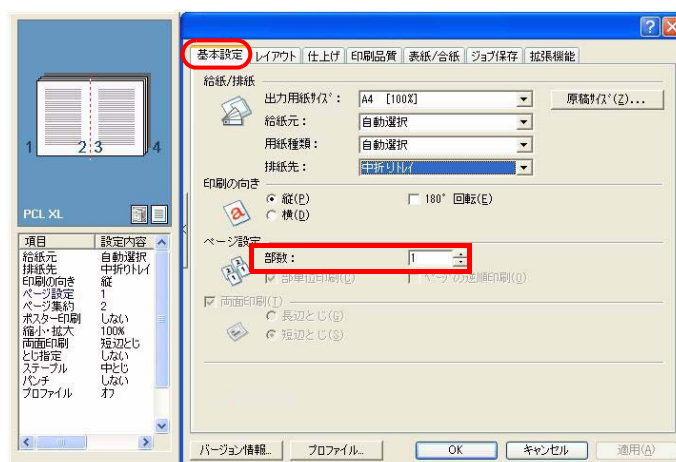 1 2 3 4
PCL XL
項目 設定内容
給紙元 自動選択
排紙先 中折りトレイ
印刷の向き 縦
ページ設定 1
ページ集約 2
ポスター印刷 しない
縮小・拡大 100%
両面印刷 短辺とじ
とじ指定 しない
ステープル 中とじ
パンチ しない
プロファイル オフ
基本設定 レイアウト 仕上げ 印刷品質 表紙/合紙 ジョブ保存 拡張機能
給紙/排紙
出力用紙サイズ: A4 [100%] 原稿サイズ(Z)...
給紙元: 自動選択
用紙種類: 自動選択
排紙先: 中折りトレイ
印刷の向き
縦(P) 180° 回転(E)
横(D)
ページ設定
部数: 1
部単位印刷(C) ページの逆順印刷(O)
両面印刷(I)
長辺とじ(G)
短辺とじ(S)
バージョン情報... プロファイル... OK キャンセル 適用(A)